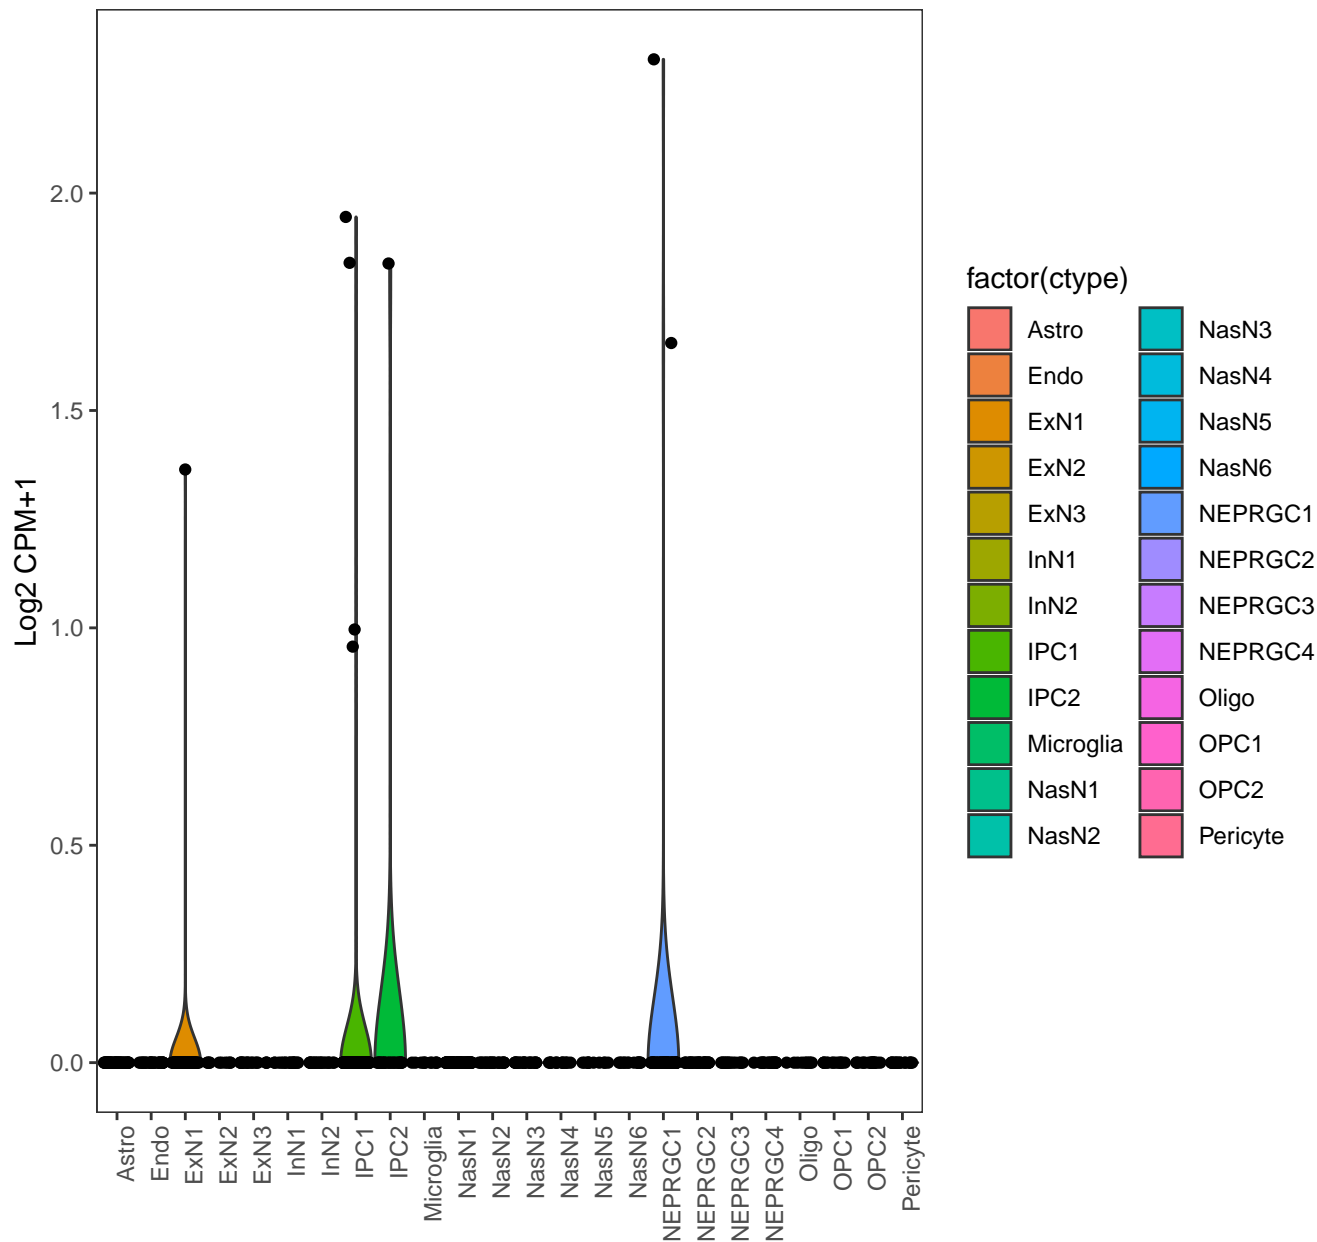 Log2 CPM+1
2.0
1.5
1.0
0.5
0.0
Astro
Endo
ExN1
ExN2
ExN3
InN1
InN2
IPC1
IPC2
Microglia
NasN1
NasN2
NasN3
NasN4
NasN5
NasN6
NEPRGC1
NEPRGC2
NEPRGC3
NEPRGC4
Oligo
OPC1
OPC2
Pericyte
factor(ctype)
Astro
Endo
ExN1
ExN2
ExN3
InN1
InN2
IPC1
IPC2
Microglia
NasN1
NasN2
NasN3
NasN4
NasN5
NasN6
NEPRGC1
NEPRGC2
NEPRGC3
NEPRGC4
Oligo
OPC1
OPC2
Pericyte